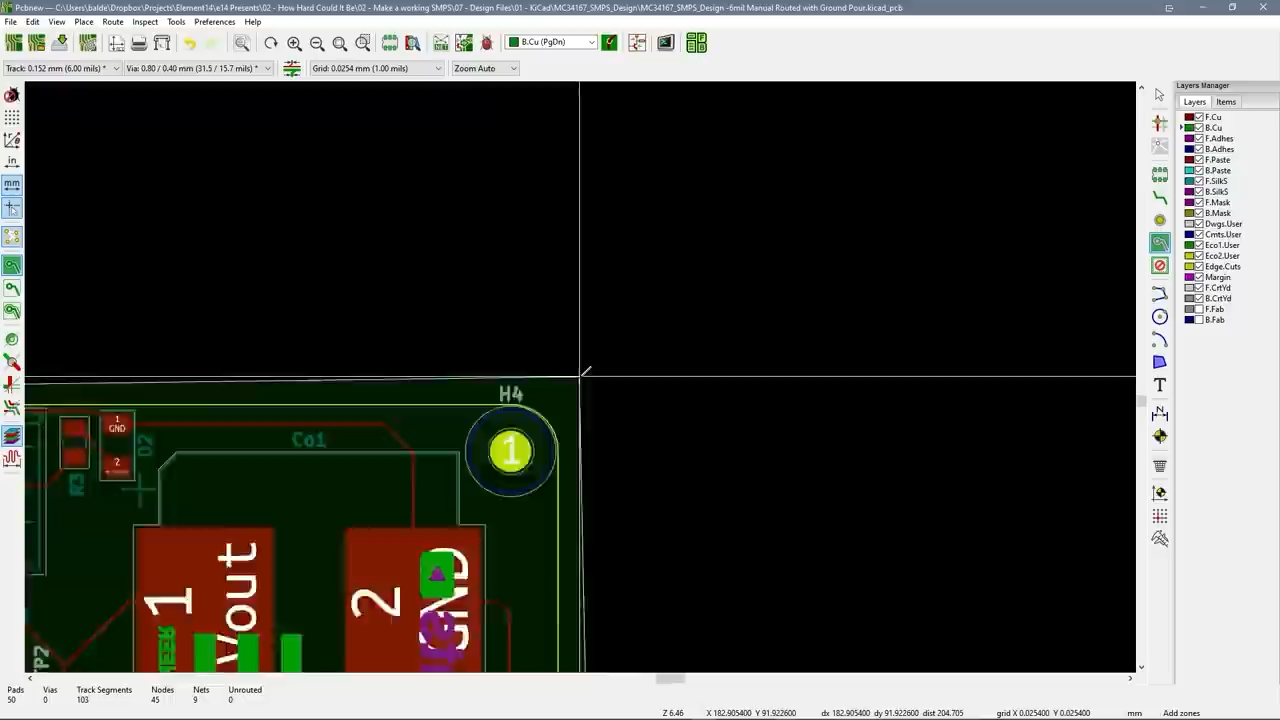 Pcbnew — C:\Users\balde\Dropbox\Projects\Element14\e14 Presents\02 - How Hard Could It Be\02 - Make a working SMPS\07 - Design Files\01 - KiCad\MC34167_SMPS_Design\MC34167_SMPS_Design -6mit Manual Routed with Ground Pour.kicad_pcb
File Edit View Place Route Inspect Tools Preferences Help
B.Cu (PgDn)
Track: 0.152 mm (6.00 mils) *
Via: 0.80 / 0.40 mm (31.5 / 15.7 mils) *
Grid: 0.0254 mm (1.00 mils)
Zoom Auto
in
mm
Layers Manager
Layers Items
F.Cu
B.Cu
F.Adhes
B.Adhes
F.Paste
B.Paste
F.SilkS
B.SilkS
F.Mask
B.Mask
Dwgs.User
Cmts.User
Eco1.User
Eco2.User
Edge.Cuts
Margin
F.CrtYd
B.CrtYd
F.Fab
B.Fab
T
H4
1
1
GND
2
D2
R3
Co1
1
Vout
2
GND
TP2
Pads Vias Track Segments Nodes Nets Unrouted
50 0 103 45 9 0
Z 6.46 X 182.905400 Y 91.922600 dx 182.905400 dy 91.922600 dist 204.705 grid X 0.025400 Y 0.025400 mm Add zones